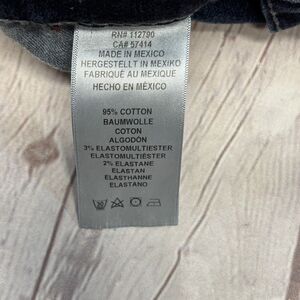 RN# 112790
CA# 57414
MADE IN MEXICO
HERGESTELLT IN MEXIKO
FABRIQUÉ AU MEXIQUE
HECHO EN MÉXICO
95% COTTON
BAUMWOLLE
COTON
ALGODÓN
3% ELASTOMULTIESTER
ELASTOMULTIESTER
2% ELASTANE
ELASTAN
ELASTHANNE
ELASTANO